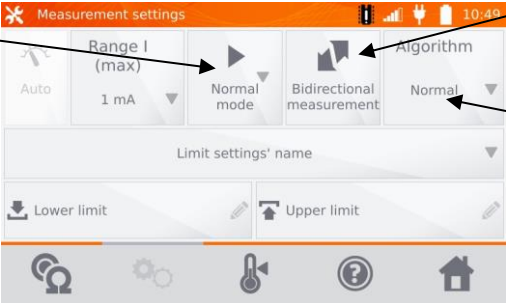 Measurement settings 10:49
Auto
Range I
(max)
1 mA
Normal
mode
Bidirectional
measurement
Algorithm
Normal
Limit settings' name
Lower limit
Upper limit